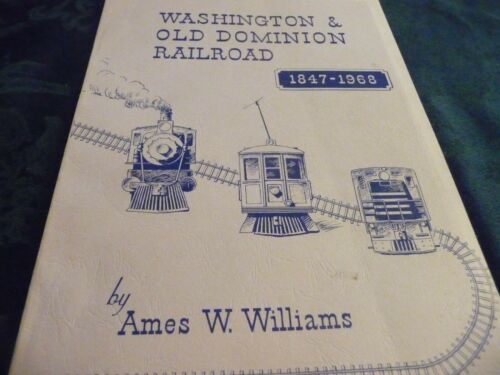 WASHINGTON &
OLD DOMINION
RAILROAD
1847-1968
by
Ames W. Williams